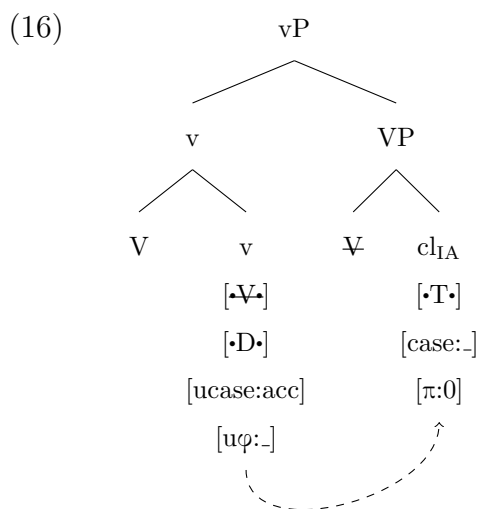 (16) vP
v VP
V v V cl_IA
[•V•] [•T•]
[•D•] [case:_]
[ucase:acc] [π:0]
[uφ:_]